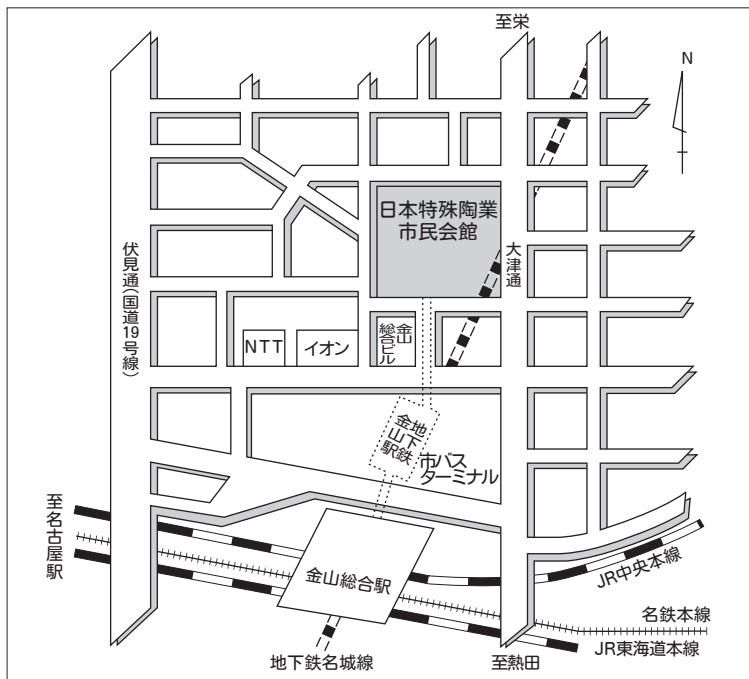 至栄
N
日本特殊陶業
市民会館
大津通
伏見通(国道19号線)
NTT
イオン
金山
総合ビル
地下鉄
金山駅
市バス
ターミナル
至名古屋駅
金山総合駅
JR中央本線
名鉄本線
JR東海道本線
地下鉄名城線
至熱田